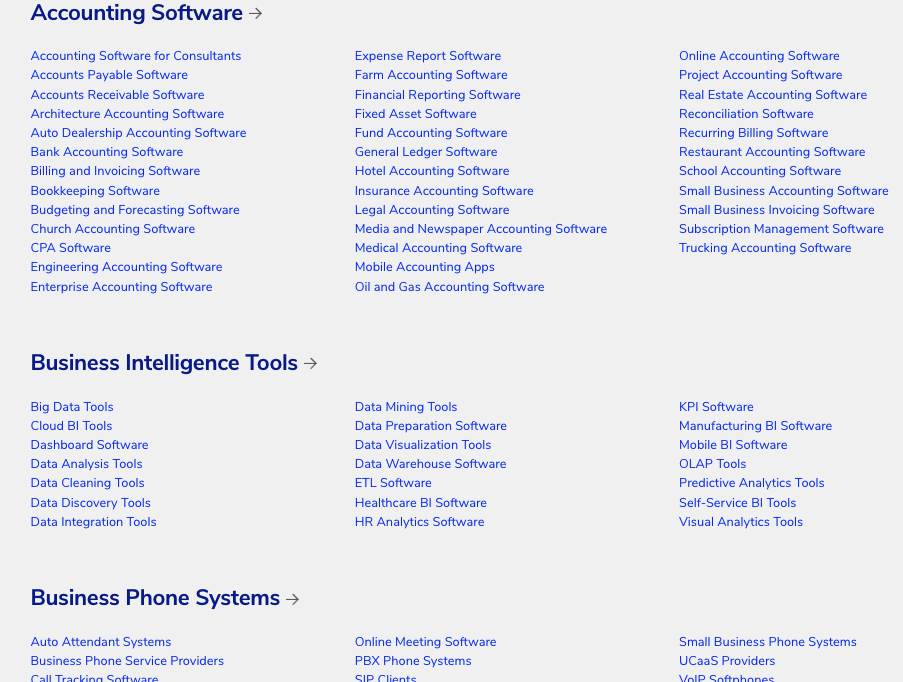 Accounting Software →
Accounting Software for Consultants
Accounts Payable Software
Accounts Receivable Software
Architecture Accounting Software
Auto Dealership Accounting Software
Bank Accounting Software
Billing and Invoicing Software
Bookkeeping Software
Budgeting and Forecasting Software
Church Accounting Software
CPA Software
Engineering Accounting Software
Enterprise Accounting Software
Expense Report Software
Farm Accounting Software
Financial Reporting Software
Fixed Asset Software
Fund Accounting Software
General Ledger Software
Hotel Accounting Software
Insurance Accounting Software
Legal Accounting Software
Media and Newspaper Accounting Software
Medical Accounting Software
Mobile Accounting Apps
Oil and Gas Accounting Software
Online Accounting Software
Project Accounting Software
Real Estate Accounting Software
Reconciliation Software
Recurring Billing Software
Restaurant Accounting Software
School Accounting Software
Small Business Accounting Software
Small Business Invoicing Software
Subscription Management Software
Trucking Accounting Software
Business Intelligence Tools →
Big Data Tools
Cloud BI Tools
Dashboard Software
Data Analysis Tools
Data Cleaning Tools
Data Discovery Tools
Data Integration Tools
Data Mining Tools
Data Preparation Software
Data Visualization Tools
Data Warehouse Software
ETL Software
Healthcare BI Software
HR Analytics Software
KPI Software
Manufacturing BI Software
Mobile BI Software
OLAP Tools
Predictive Analytics Tools
Self-Service BI Tools
Visual Analytics Tools
Business Phone Systems →
Auto Attendant Systems
Business Phone Service Providers
Call Tracking Software
Online Meeting Software
PBX Phone Systems
SIP Clients
Small Business Phone Systems
UCaaS Providers
VoIP Softphones